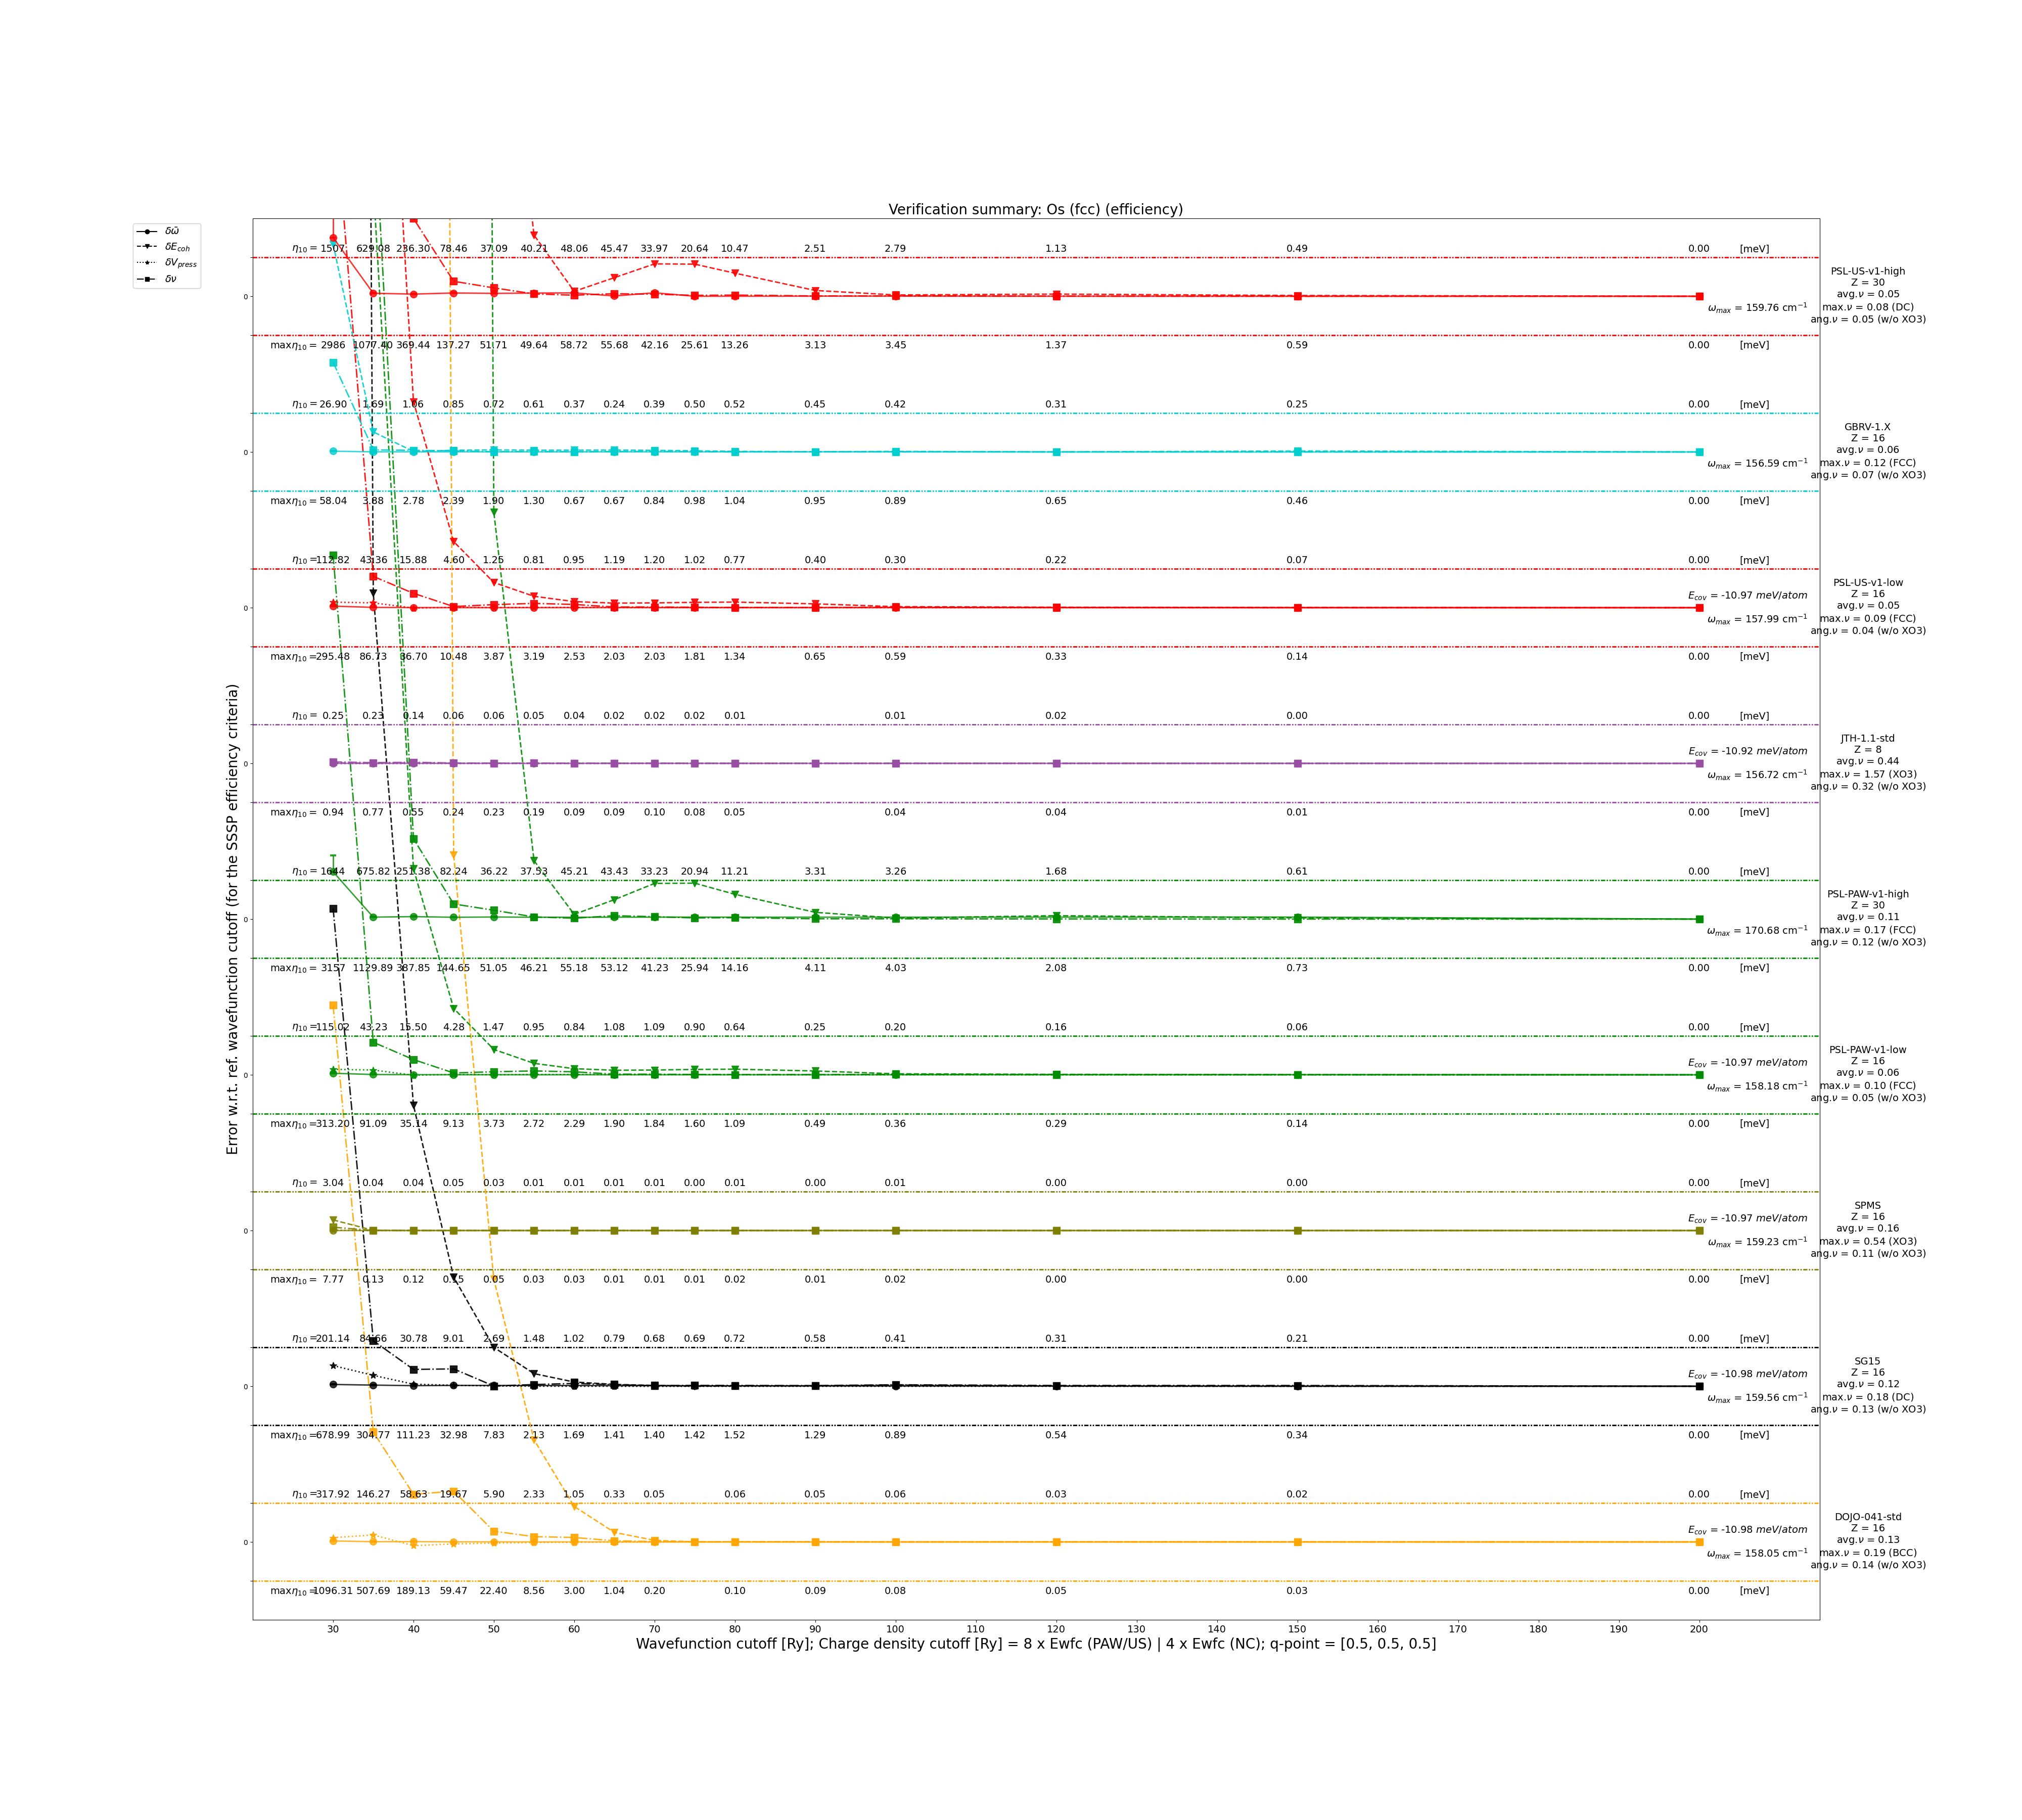 Verification summary: Os (fcc) (efficiency)
δω̄
δE_coh
δV_press
δν
Error w.r.t. ref. wavefunction cutoff (for the SSSP efficiency criteria)
η₁₀ = 1507 629.08 236.30 78.46 37.09 40.21 48.06 45.47 33.97 20.64 10.47 2.51 2.79 1.13 0.49 0.00 [meV]
0
ω_max = 159.76 cm⁻¹
maxη₁₀ = 2986 1077.40 369.44 137.27 51.71 49.64 58.72 55.68 42.16 25.61 13.26 3.13 3.45 1.37 0.59 0.00 [meV]
PSL-US-v1-high
Z = 30
avg.ν = 0.05
max.ν = 0.08 (DC)
ang.ν = 0.05 (w/o XO3)
η₁₀ = 26.90 1.69 1.06 0.85 0.72 0.61 0.37 0.24 0.39 0.50 0.52 0.45 0.42 0.31 0.25 0.00 [meV]
0
ω_max = 156.59 cm⁻¹
maxη₁₀ = 58.04 3.88 2.78 2.39 1.90 1.30 0.67 0.67 0.84 0.98 1.04 0.95 0.89 0.65 0.46 0.00 [meV]
GBRV-1.X
Z = 16
avg.ν = 0.06
max.ν = 0.12 (FCC)
ang.ν = 0.07 (w/o XO3)
η₁₀ = 112.82 43.36 15.88 4.60 1.25 0.81 0.95 1.19 1.20 1.02 0.77 0.40 0.30 0.22 0.07 0.00 [meV]
0
E_cov = -10.97 meV/atom
ω_max = 157.99 cm⁻¹
maxη₁₀ = 295.48 86.73 36.70 10.48 3.87 3.19 2.53 2.03 2.03 1.81 1.34 0.65 0.59 0.33 0.14 0.00 [meV]
PSL-US-v1-low
Z = 16
avg.ν = 0.05
max.ν = 0.09 (FCC)
ang.ν = 0.04 (w/o XO3)
η₁₀ = 0.25 0.23 0.14 0.06 0.06 0.05 0.04 0.02 0.02 0.02 0.01 0.01 0.02 0.00 0.00 [meV]
0
E_cov = -10.92 meV/atom
ω_max = 156.72 cm⁻¹
maxη₁₀ = 0.94 0.77 0.55 0.24 0.23 0.19 0.09 0.09 0.10 0.08 0.05 0.04 0.04 0.01 0.00 [meV]
JTH-1.1-std
Z = 8
avg.ν = 0.44
max.ν = 1.57 (XO3)
ang.ν = 0.32 (w/o XO3)
η₁₀ = 1644 675.82 251.38 82.24 36.22 37.53 45.21 43.43 33.23 20.94 11.21 3.31 3.26 1.68 0.61 0.00 [meV]
0
ω_max = 170.68 cm⁻¹
maxη₁₀ = 3157 1129.89 387.85 144.65 51.05 46.21 55.18 53.12 41.23 25.94 14.16 4.11 4.03 2.08 0.73 0.00 [meV]
PSL-PAW-v1-high
Z = 30
avg.ν = 0.11
max.ν = 0.17 (FCC)
ang.ν = 0.12 (w/o XO3)
η₁₀ = 115.02 43.23 15.50 4.28 1.47 0.95 0.84 1.08 1.09 0.90 0.64 0.25 0.20 0.16 0.06 0.00 [meV]
0
E_cov = -10.97 meV/atom
ω_max = 158.18 cm⁻¹
maxη₁₀ = 313.20 91.09 35.14 9.13 3.73 2.72 2.29 1.90 1.84 1.60 1.09 0.49 0.36 0.29 0.14 0.00 [meV]
PSL-PAW-v1-low
Z = 16
avg.ν = 0.06
max.ν = 0.10 (FCC)
ang.ν = 0.05 (w/o XO3)
η₁₀ = 3.04 0.04 0.04 0.05 0.03 0.01 0.01 0.01 0.01 0.00 0.01 0.00 0.01 0.00 0.00 0.00 [meV]
0
E_cov = -10.97 meV/atom
ω_max = 159.23 cm⁻¹
maxη₁₀ = 7.77 0.13 0.12 0.15 0.05 0.03 0.03 0.01 0.01 0.01 0.02 0.01 0.02 0.00 0.00 0.00 [meV]
SPMS
Z = 16
avg.ν = 0.16
max.ν = 0.54 (XO3)
ang.ν = 0.11 (w/o XO3)
η₁₀ = 201.14 84.66 30.78 9.01 2.69 1.48 1.02 0.79 0.68 0.69 0.72 0.58 0.41 0.31 0.21 0.00 [meV]
0
E_cov = -10.98 meV/atom
ω_max = 159.56 cm⁻¹
maxη₁₀ = 678.99 304.77 111.23 32.98 7.83 2.13 1.69 1.41 1.40 1.42 1.52 1.29 0.89 0.54 0.34 0.00 [meV]
SG15
Z = 16
avg.ν = 0.12
max.ν = 0.18 (DC)
ang.ν = 0.13 (w/o XO3)
η₁₀ = 317.92 146.27 58.63 19.67 5.90 2.33 1.05 0.33 0.05 0.06 0.05 0.06 0.03 0.02 0.00 [meV]
0
E_cov = -10.98 meV/atom
ω_max = 158.05 cm⁻¹
maxη₁₀ = 1096.31 507.69 189.13 59.47 22.40 8.56 3.00 1.04 0.20 0.10 0.09 0.08 0.05 0.03 0.00 [meV]
DOJO-041-std
Z = 16
avg.ν = 0.13
max.ν = 0.19 (BCC)
ang.ν = 0.14 (w/o XO3)
30 40 50 60 70 80 90 100 110 120 130 140 150 160 170 180 190 200
Wavefunction cutoff [Ry]; Charge density cutoff [Ry] = 8 x Ewfc (PAW/US) | 4 x Ewfc (NC); q-point = [0.5, 0.5, 0.5]